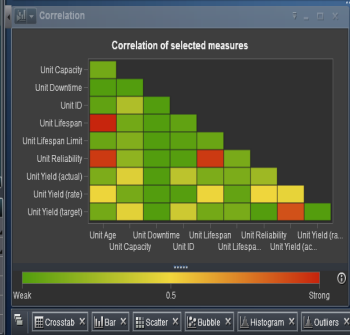 Correlation
Correlation of selected measures
Unit Capacity
Unit Downtime
Unit ID
Unit Lifespan
Unit Lifespan Limit
Unit Reliability
Unit Yield (actual)
Unit Yield (rate)
Unit Yield (target)
Unit Age Unit Downtime Unit Lifespan Unit Reliability Unit Yield (ra...
Unit Capacity Unit ID Unit Lifespa... Unit Yield (ac...
Weak 0.5 Strong
Crosstab Bar Scatter Bubble Histogram Outliers